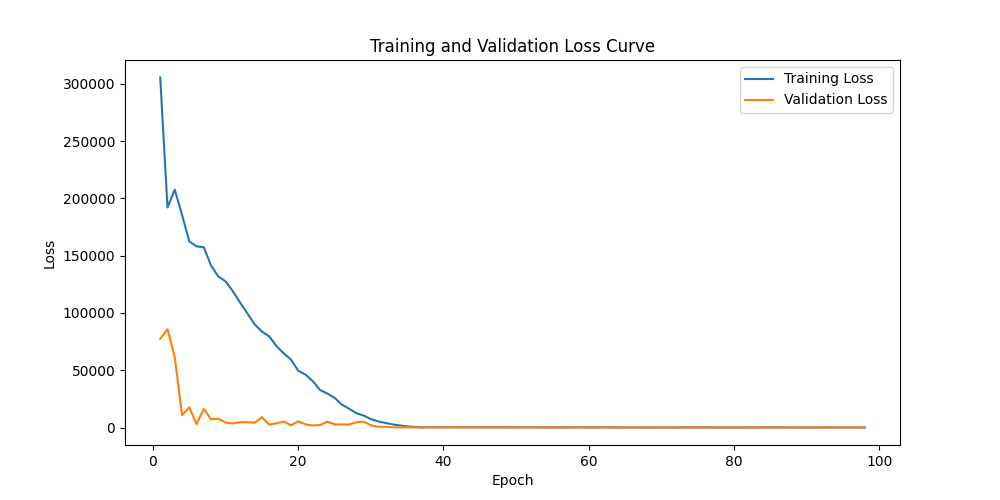 Training and Validation Loss Curve
Training Loss
Validation Loss
Loss
300000
250000
200000
150000
100000
50000
0
0 20 40 60 80 100
Epoch